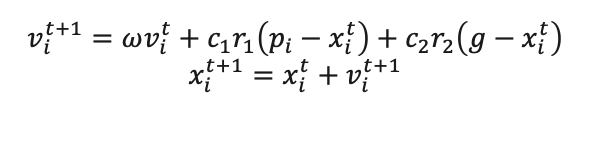 v_i^{t+1} = ωv_i^t + c_1r_1(p_i − x_i^t) + c_2r_2(g − x_i^t)
x_i^{t+1} = x_i^t + v_i^{t+1}